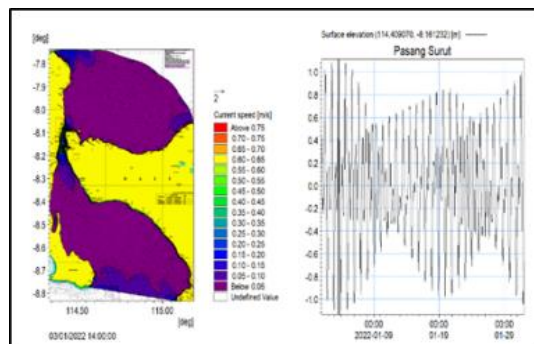 [deg]
-7.8
-7.9
-8.0
-8.1
-8.2
-8.3
-8.4
-8.5
-8.6
-8.7
-8.8
114.50
115.00
[deg]
03/01/2022 14:00:00
Current speed [m/s]
Above 0.75
0.70 - 0.75
0.65 - 0.70
0.60 - 0.65
0.55 - 0.60
0.50 - 0.55
0.45 - 0.50
0.40 - 0.45
0.35 - 0.40
0.30 - 0.35
0.25 - 0.30
0.20 - 0.25
0.15 - 0.20
0.10 - 0.15
0.05 - 0.10
Below 0.05
Undefined Value
Surface elevation (114.409070, -8.161232) [m]
Pasang Surut
1.0
0.8
0.6
0.4
0.2
0.0
-0.2
-0.4
-0.6
-0.8
-1.0
00:00 00:00 00:00
2022-01-09 01-19 01-29